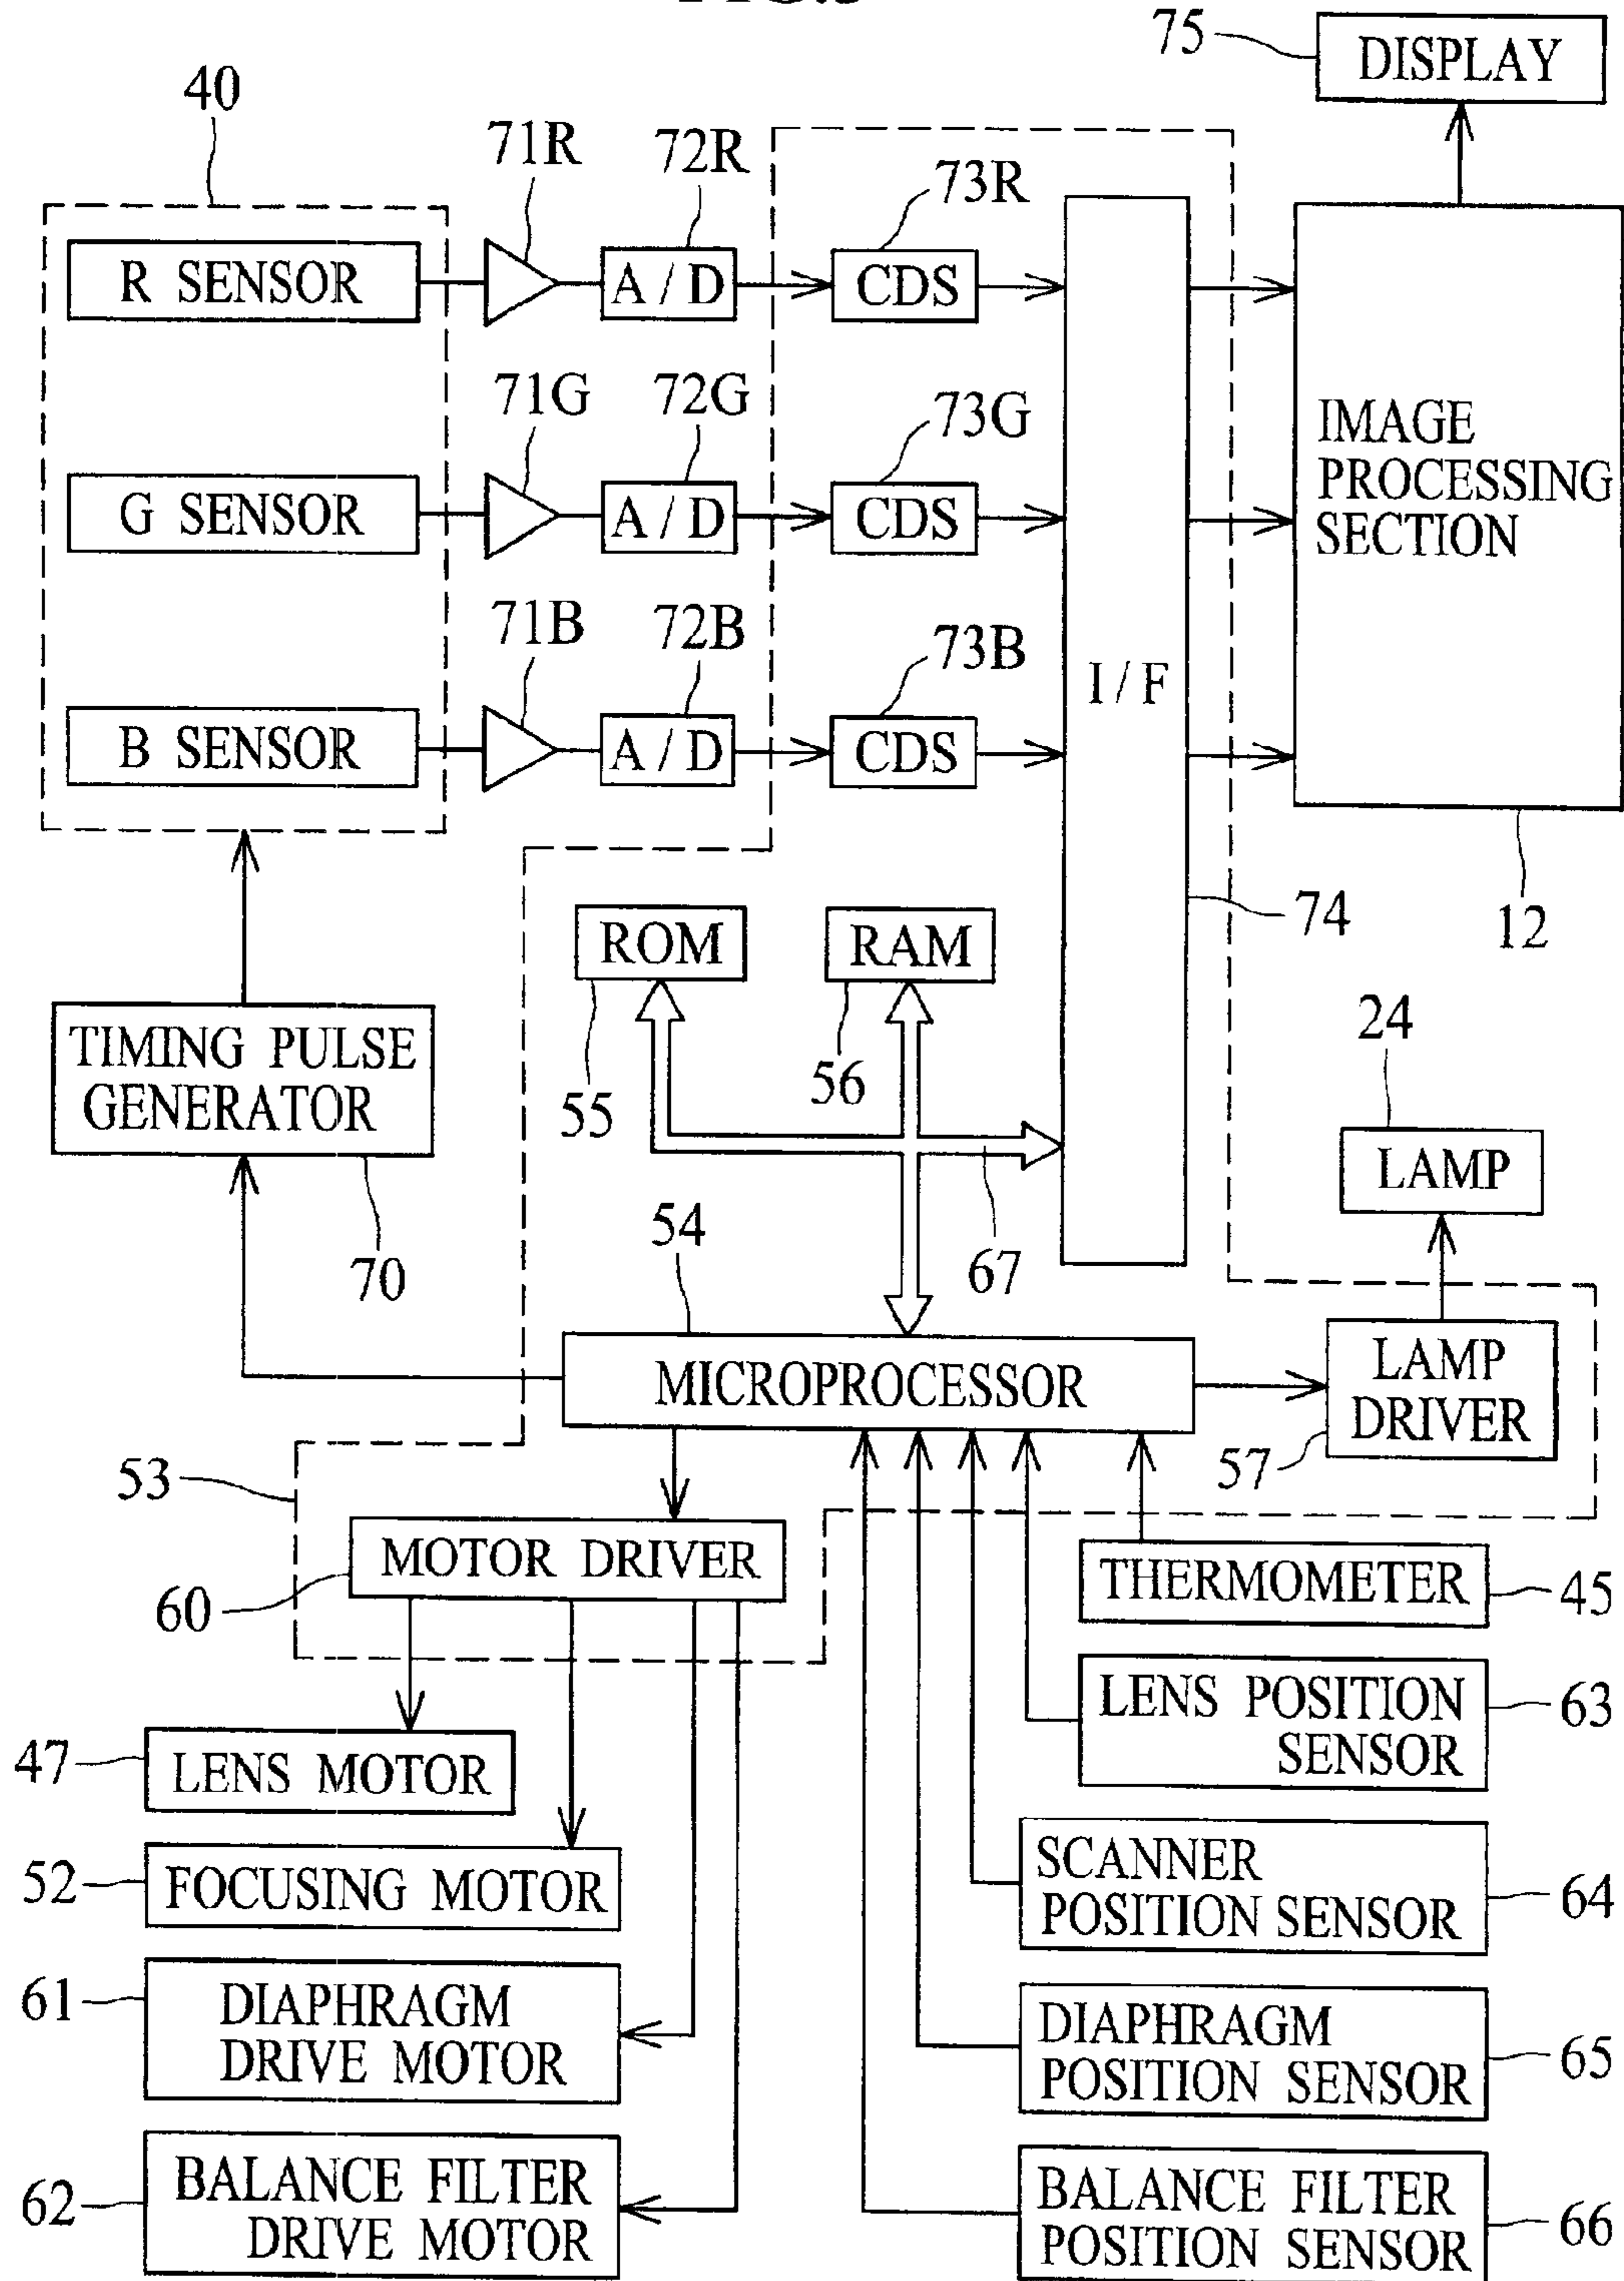 75
DISPLAY
40
71R
72R
73R
R SENSOR
A / D
CDS
71G
72G
73G
G SENSOR
A / D
CDS
IMAGE
PROCESSING
SECTION
71B
72B
73B
B SENSOR
A / D
CDS
I / F
12
74
ROM
RAM
55
56
TIMING PULSE
GENERATOR
70
24
LAMP
67
54
MICROPROCESSOR
LAMP
DRIVER
57
53
MOTOR DRIVER
60
THERMOMETER
45
LENS POSITION
SENSOR
63
47
LENS MOTOR
52
FOCUSING MOTOR
SCANNER
POSITION SENSOR
64
61
DIAPHRAGM
DRIVE MOTOR
DIAPHRAGM
POSITION SENSOR
65
62
BALANCE FILTER
DRIVE MOTOR
BALANCE FILTER
POSITION SENSOR
66